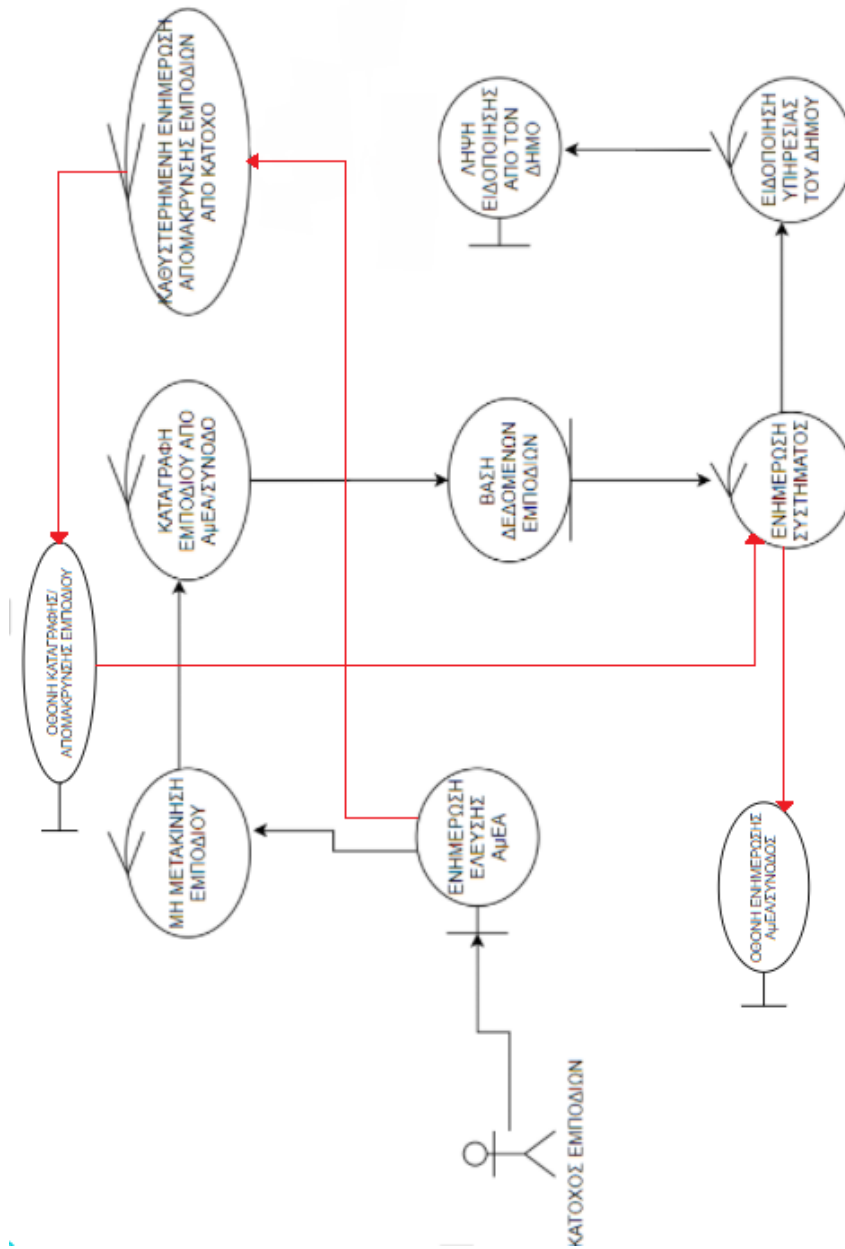 ΚΑΘΥΣΤΕΡΗΜΕΝΗ ΕΝΗΜΕΡΩΣΗ
ΑΠΟΜΑΚΡΥΝΣΗΣ ΕΜΠΟΔΙΩΝ
ΑΠΟ ΚΑΤΟΧΟ
ΛΗΨΗ
ΕΙΔΟΠΟΙΗΣΗΣ
ΑΠΟ ΤΟΝ
ΔΗΜΟ
ΕΙΔΟΠΟΙΗΣΗ
ΥΠΗΡΕΣΙΑΣ
ΤΟΥ ΔΗΜΟΥ
ΚΑΤΑΓΡΑΦΗ
ΕΜΠΟΔΙΟΥ ΑΠΟ
ΑμΕΑ/ΣΥΝΟΔΟ
ΒΑΣΗ
ΔΕΔΟΜΕΝΩΝ
ΕΜΠΟΔΙΩΝ
ΕΝΗΜΕΡΩΣΗ
ΣΥΣΤΗΜΑΤΟΣ
ΟΘΟΝΗ ΚΑΤΑΓΡΑΦΗΣ/
ΑΠΟΜΑΚΡΥΝΣΗΣ ΕΜΠΟΔΙΟΥ
ΜΗ ΜΕΤΑΚΙΝΗΣΗ
ΕΜΠΟΔΙΟΥ
ΕΝΗΜΕΡΩΣΗ
ΕΛΕΥΣΗΣ
ΑμΕΑ
ΟΘΟΝΗ ΕΝΗΜΕΡΩΣΗΣ
ΑμΕΑ/ΣΥΝΟΔΟΣ
ΚΑΤΟΧΟΣ ΕΜΠΟΔΙΩΝ